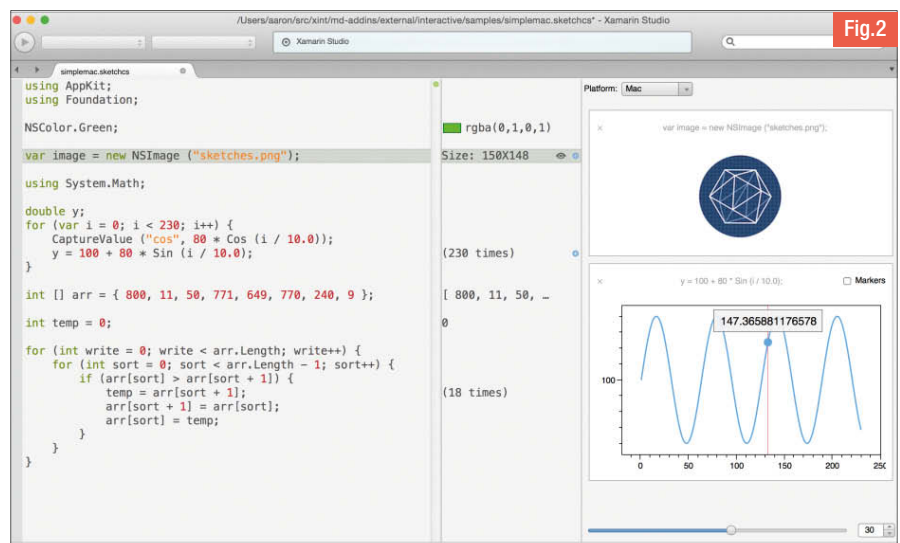 /Users/aaron/src/xint/md-addins/external/interactive/samples/simplemac.sketchcs* - Xamarin Studio
Fig.2
Xamarin Studio
simplemac.sketchcs
using AppKit;
using Foundation;
NSColor.Green;
rgba(0,1,0,1)
var image = new NSImage ("sketches.png");
Size: 150X148
using System.Math;
double y;
for (var i = 0; i < 230; i++) {
CaptureValue ("cos", 80 * Cos (i / 10.0));
y = 100 + 80 * Sin (i / 10.0);
(230 times)
}
int [] arr = { 800, 11, 50, 771, 649, 770, 240, 9 };
[ 800, 11, 50, …
int temp = 0;
0
for (int write = 0; write < arr.Length; write++) {
for (int sort = 0; sort < arr.Length - 1; sort++) {
if (arr[sort] > arr[sort + 1]) {
temp = arr[sort + 1];
(18 times)
arr[sort + 1] = arr[sort];
arr[sort] = temp;
}
}
}
Platform: Mac
× var image = new NSImage ("sketches.png");
× y = 100 + 80 * Sin (i / 10.0); Markers
147.365881176578
100
0 50 100 150 200 250
30